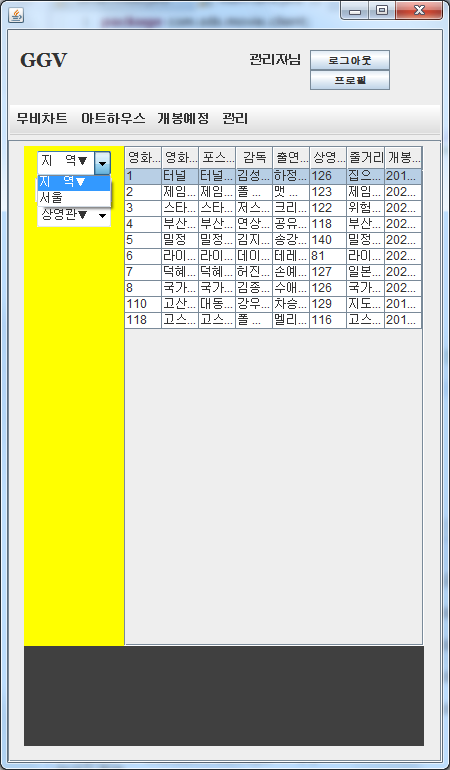 GGV
관리자님
로그아웃
프로필
무비차트 아트하우스 개봉예정 관리
지 역▼
지 역▼
서울
상영관▼
영화... 영화... 포스... 감독 출연... 상영... 줄거리 개봉...
1 터널 터널... 김성... 하정... 126 집으... 201...
2 제임... 제임... 폴 ... 맷 ... 123 제임... 202...
3 스타... 스타... 저스... 크리... 122 위험... 202...
4 부산... 부산... 연상... 공유... 118 부산... 202...
5 밀정 밀정... 김지... 송강... 140 밀정... 202...
6 라이... 라이... 데이... 테레... 81 라이... 202...
7 덕혜... 덕혜... 허진... 손예... 127 일본... 202...
8 국가... 국가... 김종... 수애... 126 국가... 202...
110 고산... 대동... 강우... 차승... 129 지도... 201...
118 고스... 고스... 폴 ... 멜리... 116 고스... 201...